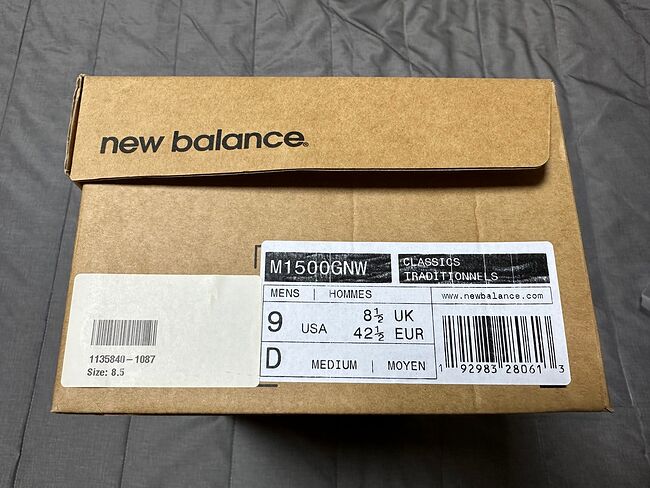 new balance®
M1500GNW
CLASSICS
TRADITIONNELS
MENS | HOMMES
www.newbalance.com
9 USA 8½ UK
42½ EUR
D MEDIUM | MOYEN
1 92983 28061 3
1135840-1087
Size: 8.5